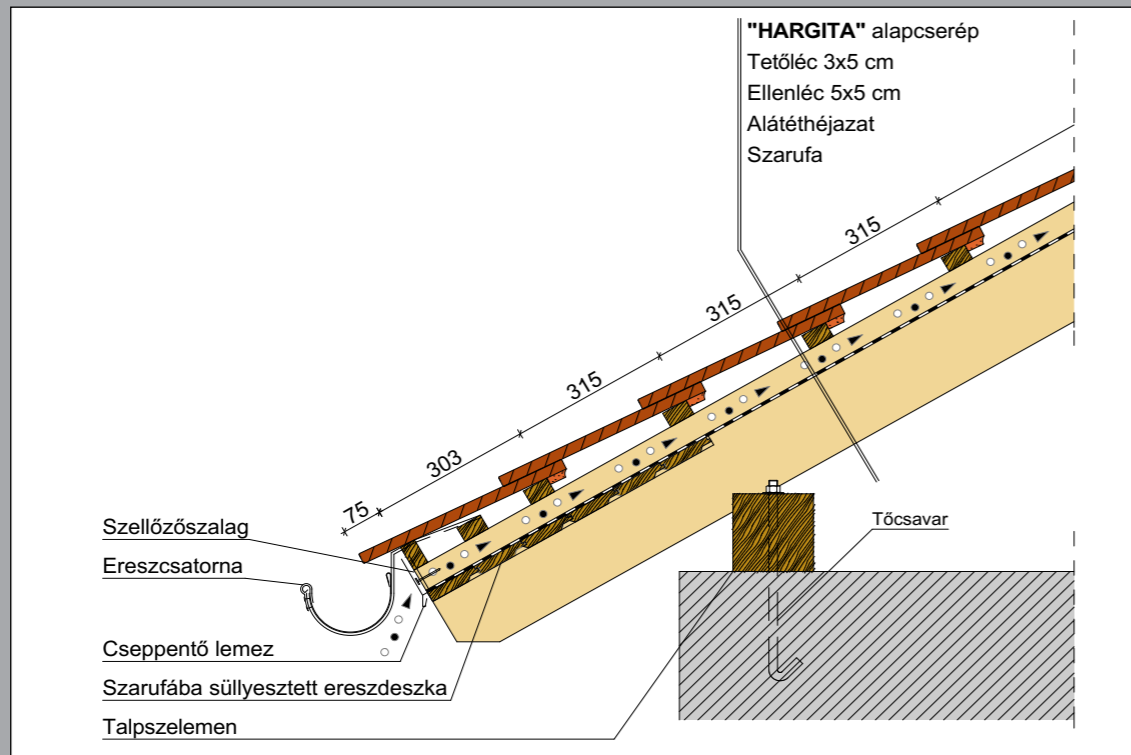 "HARGITA" alapcserép
Tetőléc 3x5 cm
Ellenléc 5x5 cm
Alátéthéjazat
Szarufa
315
315
315
303
75
Szellőzőszalag
Ereszcsatorna
Tőcsavar
Cseppentő lemez
Szarufába süllyesztett ereszdeszka
Talpszelemen